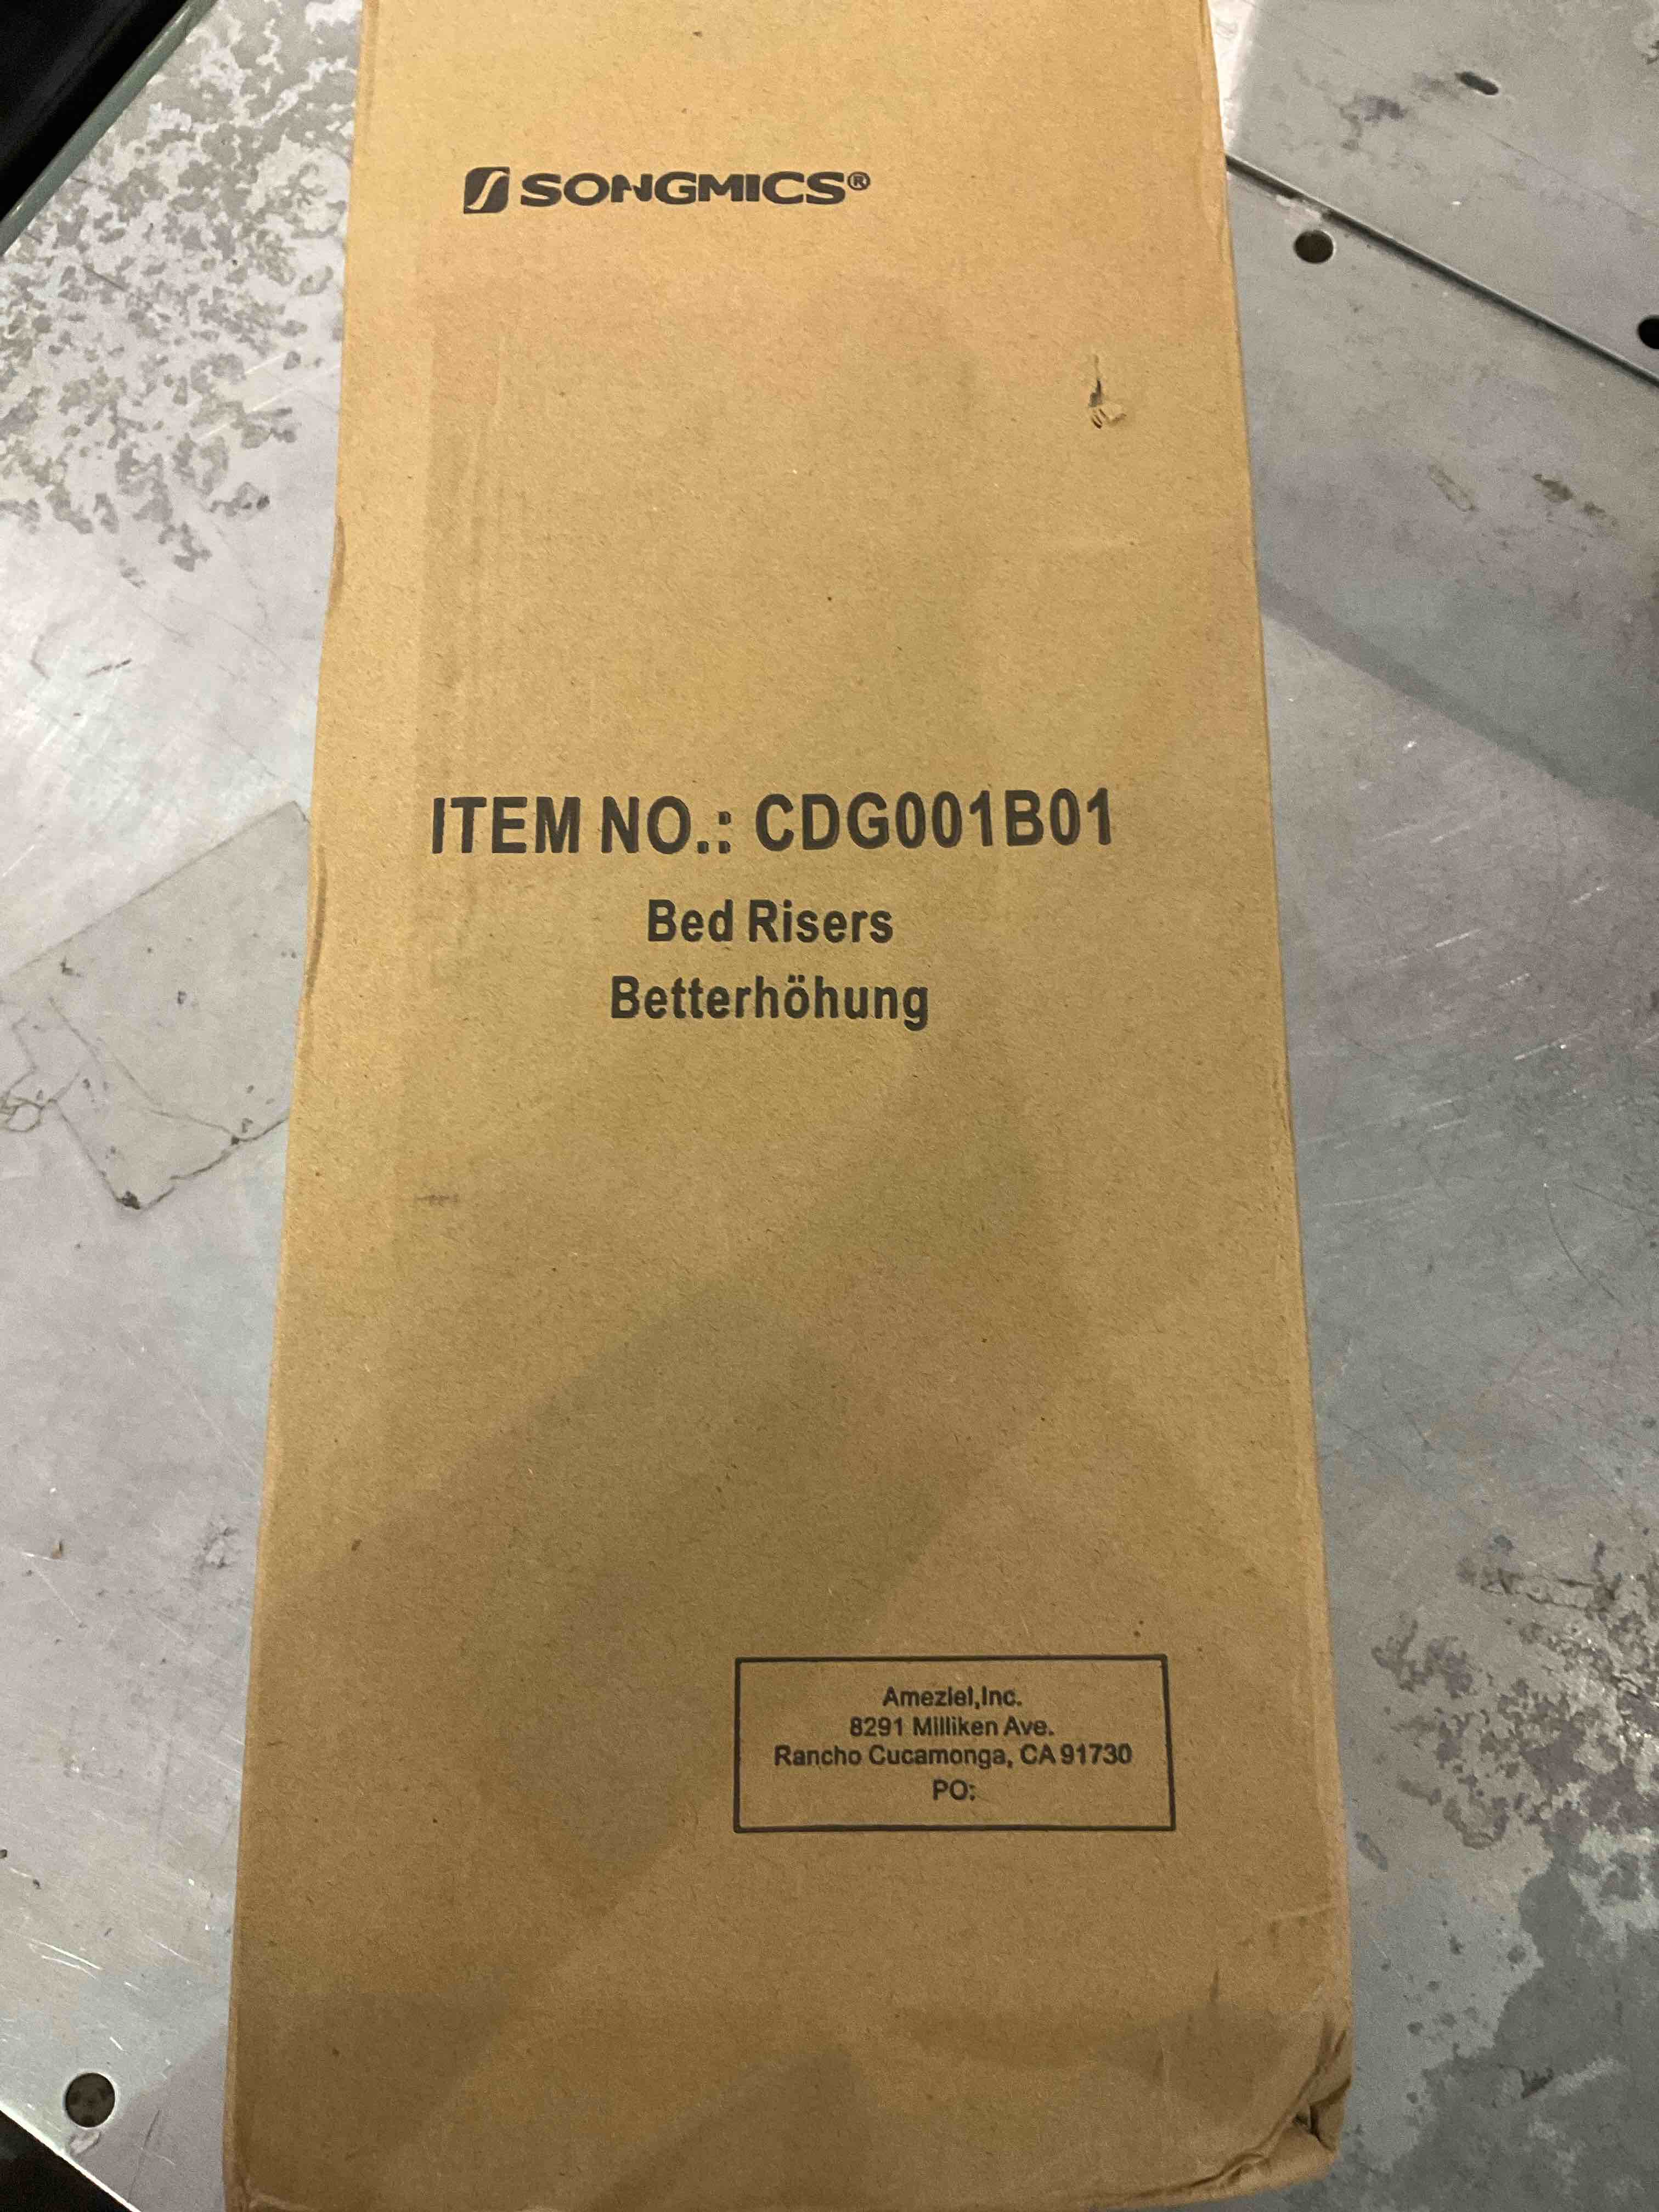 SONGMICS®
ITEM NO.: CDG001B01
Bed Risers
Betterhöhung
Ameziel,Inc.
8291 Milliken Ave.
Rancho Cucamonga, CA 91730
PO: